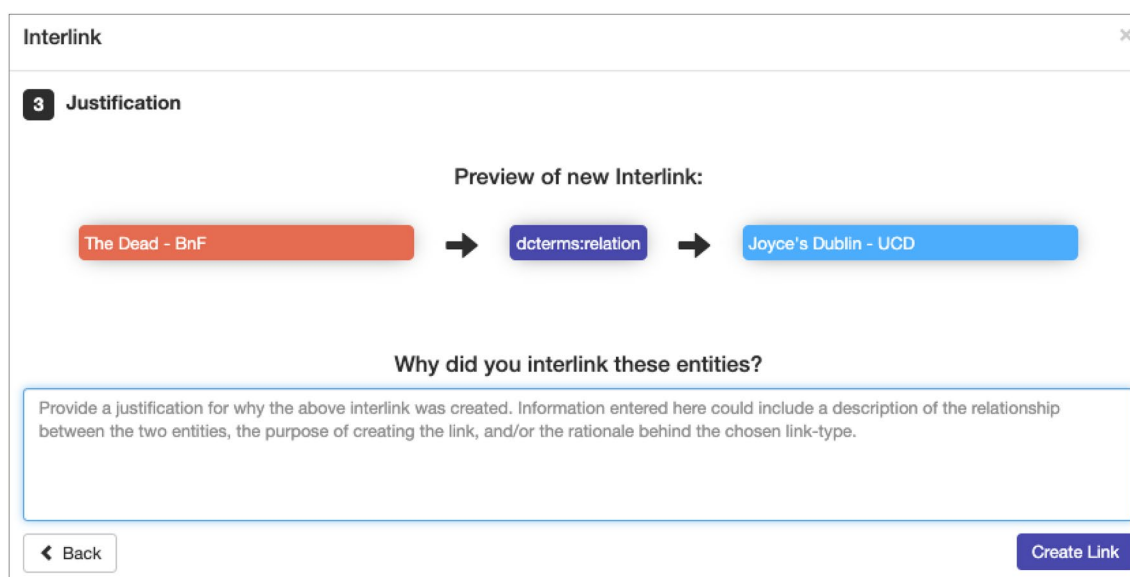 Interlink
×
3 Justification
Preview of new Interlink:
The Dead - BnF
dcterms:relation
Joyce's Dublin - UCD
Why did you interlink these entities?
Provide a justification for why the above interlink was created. Information entered here could include a description of the relationship
between the two entities, the purpose of creating the link, and/or the rationale behind the chosen link-type.
Back
Create Link